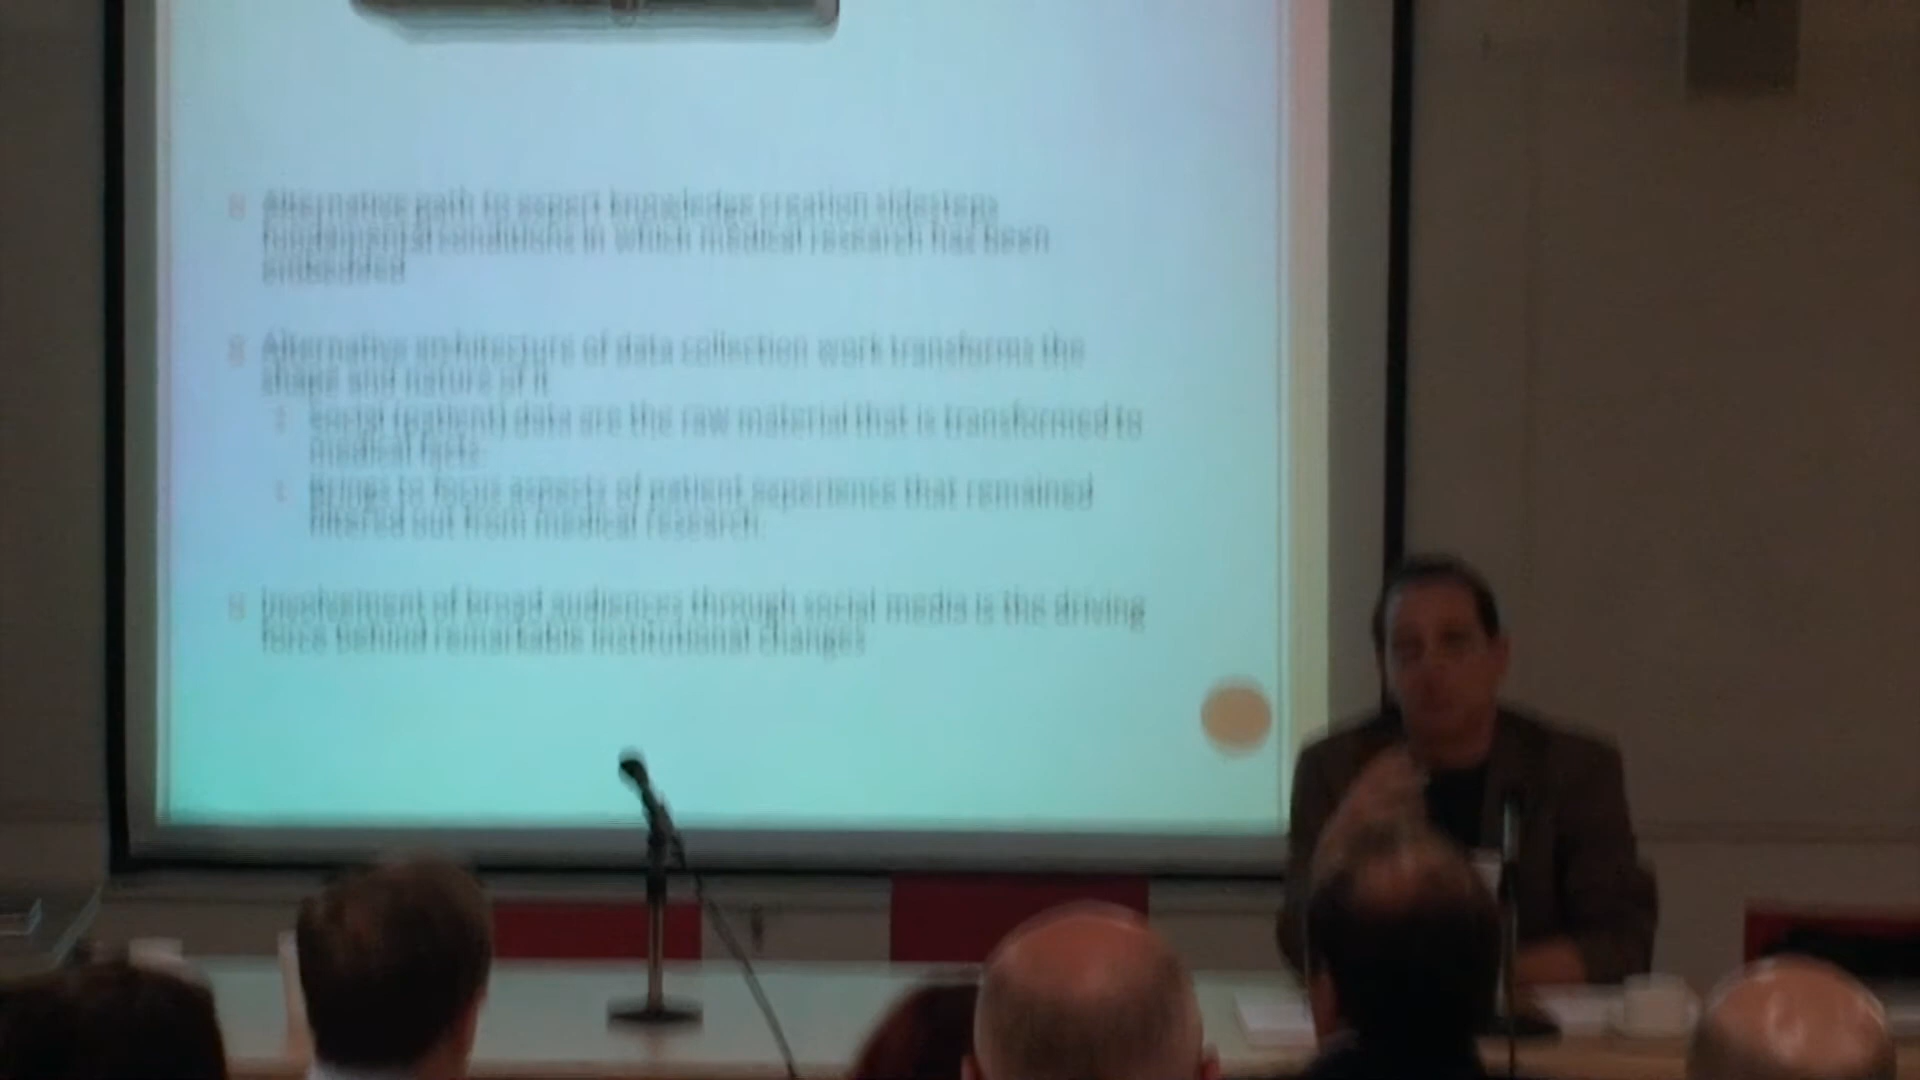 Alternative path to expert knowledge creation sidesteps
fundamental conditions in which medical research has been
embedded
Alternative architecture of data collection work transforms the
shape and nature of it
Social (patient) data are the raw material that is transformed to
medical facts.
Brings to focus aspects of patient experience that remained
filtered out from medical research.
Involvement of broad audiences through social media is the driving
force behind remarkable institutional changes